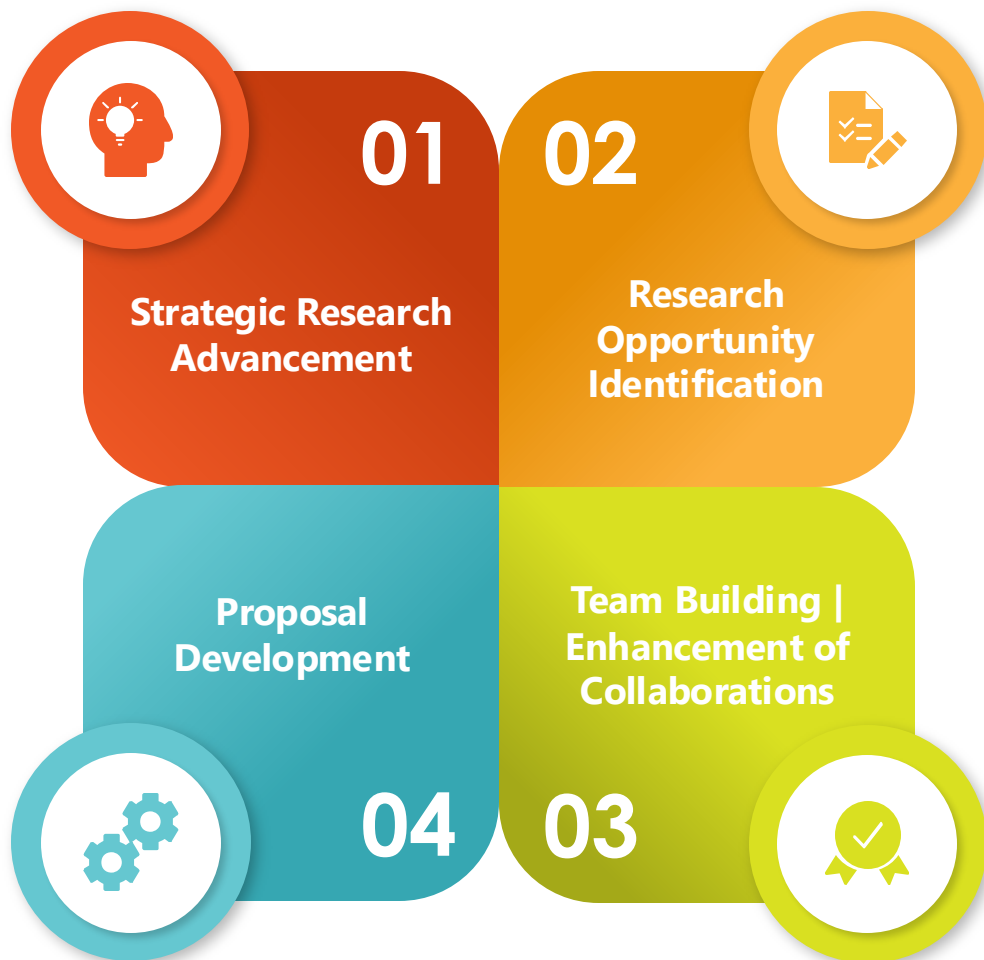 01
Strategic Research
Advancement
02
Research
Opportunity
Identification
Team Building |
Enhancement of
Collaborations
03
Proposal
Development
04